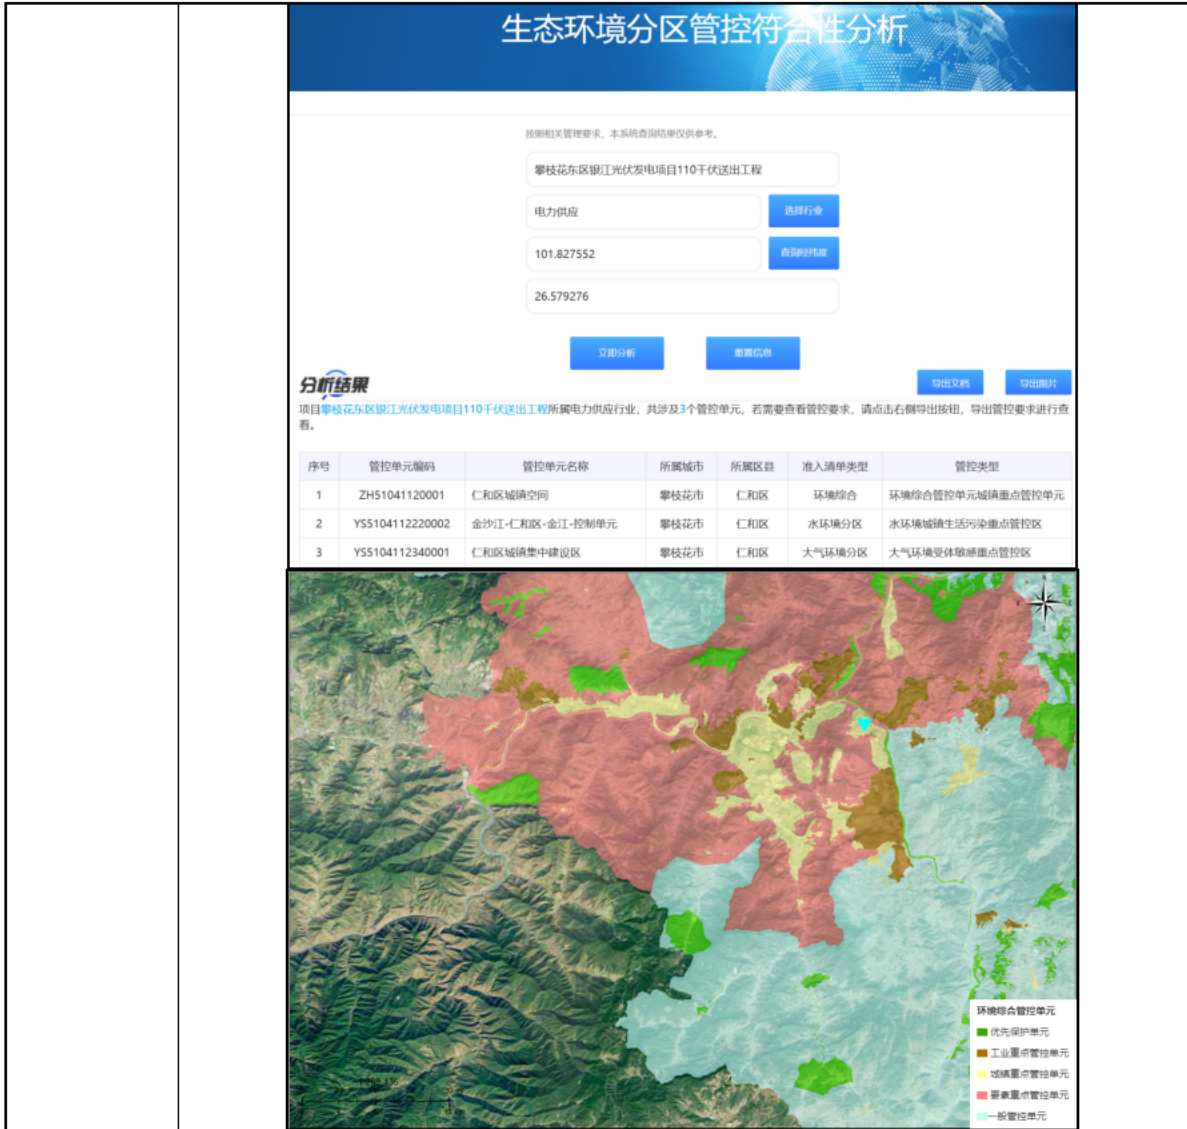 生态环境分区管控符合性分析
按照相关管理要求，本系统查询结果仅供参考。
攀枝花东区银江光伏发电项目110千伏送出工程
电力供应 选择行业
101.827552 查询经纬度
26.579276
立即分析 重置信息
分析结果 导出文档 导出图片
项目攀枝花东区银江光伏发电项目110千伏送出工程所属电力供应行业，共涉及3个管控单元，若需要查看管控要求，请点击右侧导出按钮，导出管控要求进行查
看。
序号 管控单元编码 管控单元名称 所属城市 所属区县 准入清单类型 管控类型
1 ZH51041120001 仁和区城镇空间 攀枝花市 仁和区 环境综合 环境综合管控单元城镇重点管控单元
2 YS5104112220002 金沙江-仁和区-金江-控制单元 攀枝花市 仁和区 水环境分区 水环境城镇生活污染重点管控区
3 YS5104112340001 仁和区城镇集中建设区 攀枝花市 仁和区 大气环境分区 大气环境受体敏感重点管控区
环境综合管控单元
优先保护单元
工业重点管控单元
城镇重点管控单元
要素重点管控单元
一般管控单元